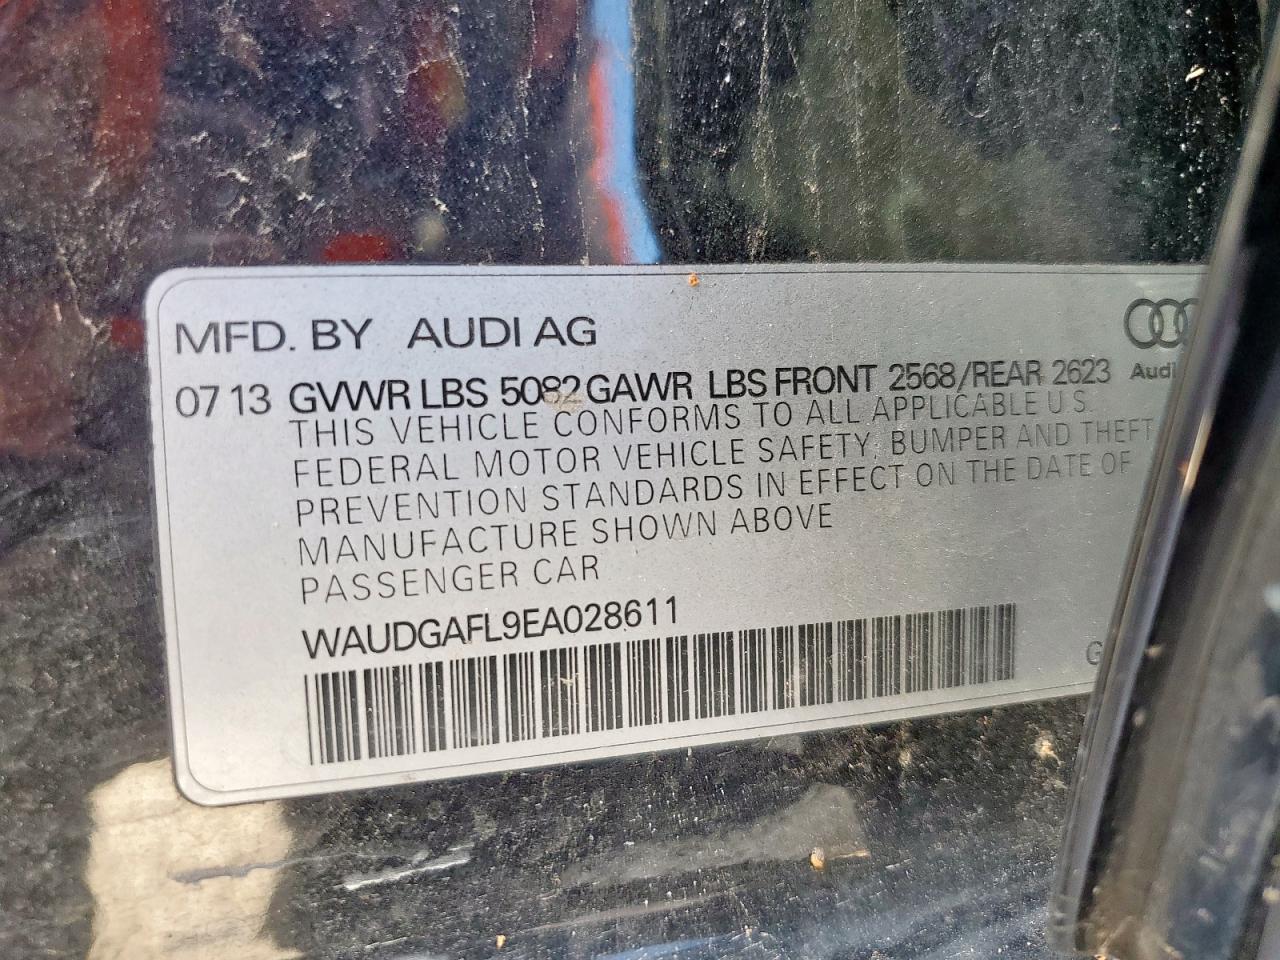 MFD. BY AUDI AG
07 13 GVWR LBS 5082 GAWR LBS FRONT 2568/REAR 2623
Audi
THIS VEHICLE CONFORMS TO ALL APPLICABLE U.S.
FEDERAL MOTOR VEHICLE SAFETY, BUMPER AND THEFT
PREVENTION STANDARDS IN EFFECT ON THE DATE OF
MANUFACTURE SHOWN ABOVE
PASSENGER CAR
WAUDGAFL9EA028611